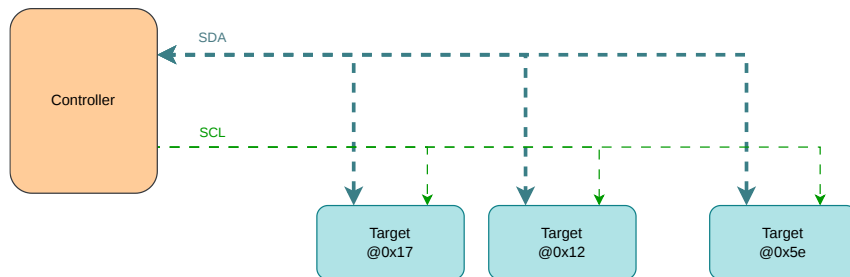 SDA
Controller
SCL
Target
@0x17
Target
@0x12
Target
@0x5e